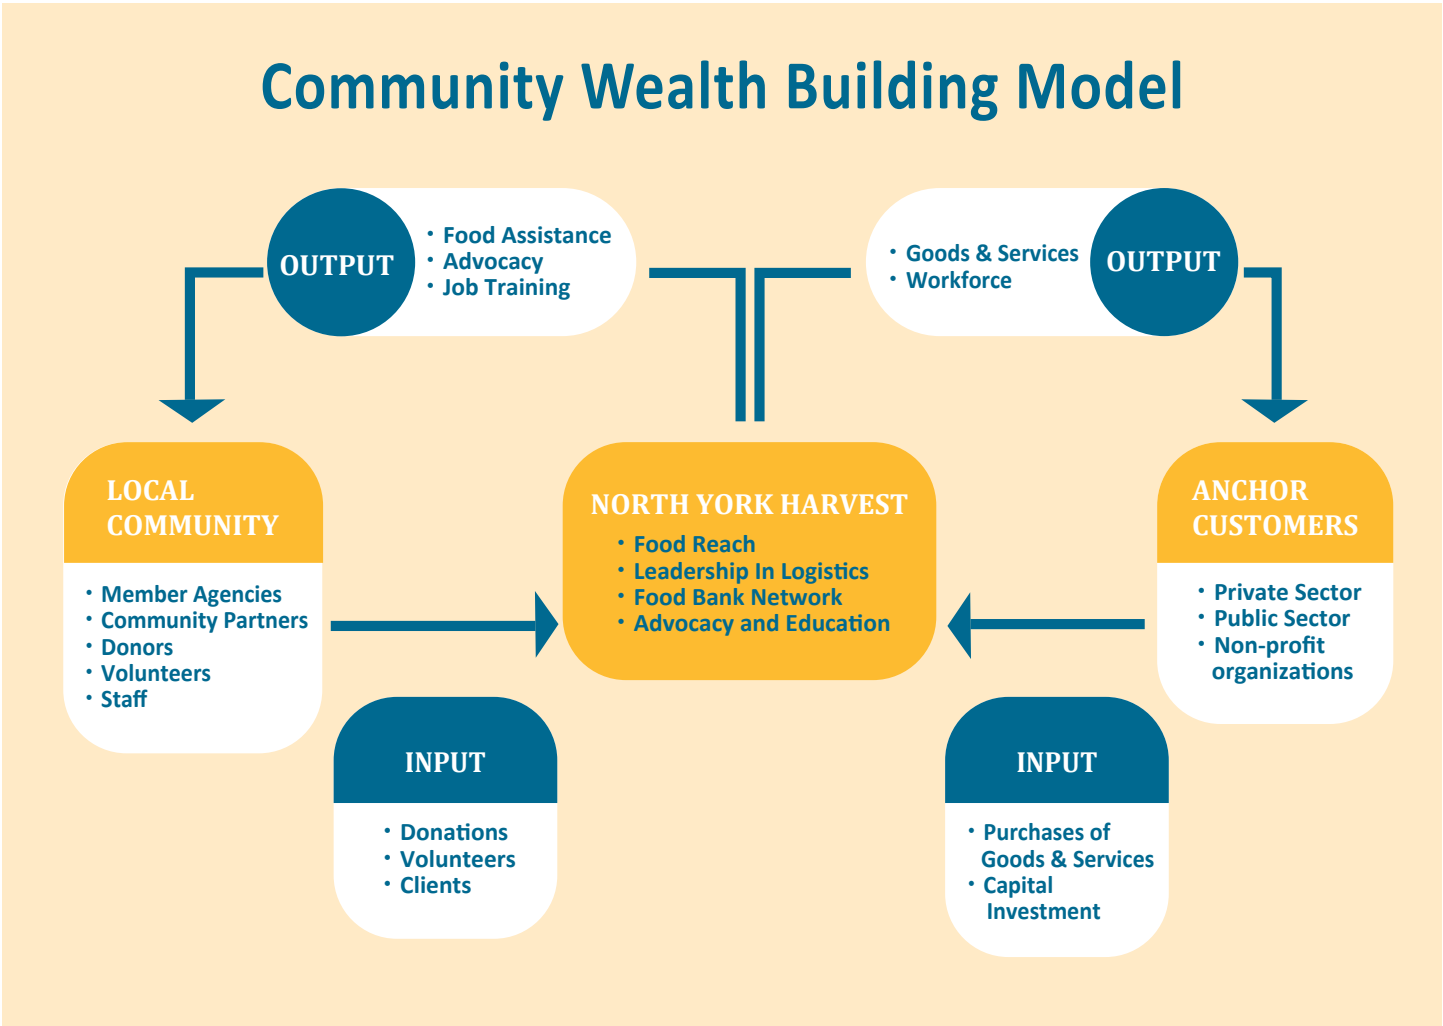 Community Wealth Building Model
OUTPUT
• Food Assistance
• Advocacy
• Job Training
• Goods & Services
• Workforce
OUTPUT
LOCAL
COMMUNITY
• Member Agencies
• Community Partners
• Donors
• Volunteers
• Staff
NORTH YORK HARVEST
• Food Reach
• Leadership In Logistics
• Food Bank Network
• Advocacy and Education
ANCHOR
CUSTOMERS
• Private Sector
• Public Sector
• Non-profit
organizations
INPUT
• Donations
• Volunteers
• Clients
INPUT
• Purchases of
Goods & Services
• Capital
Investment